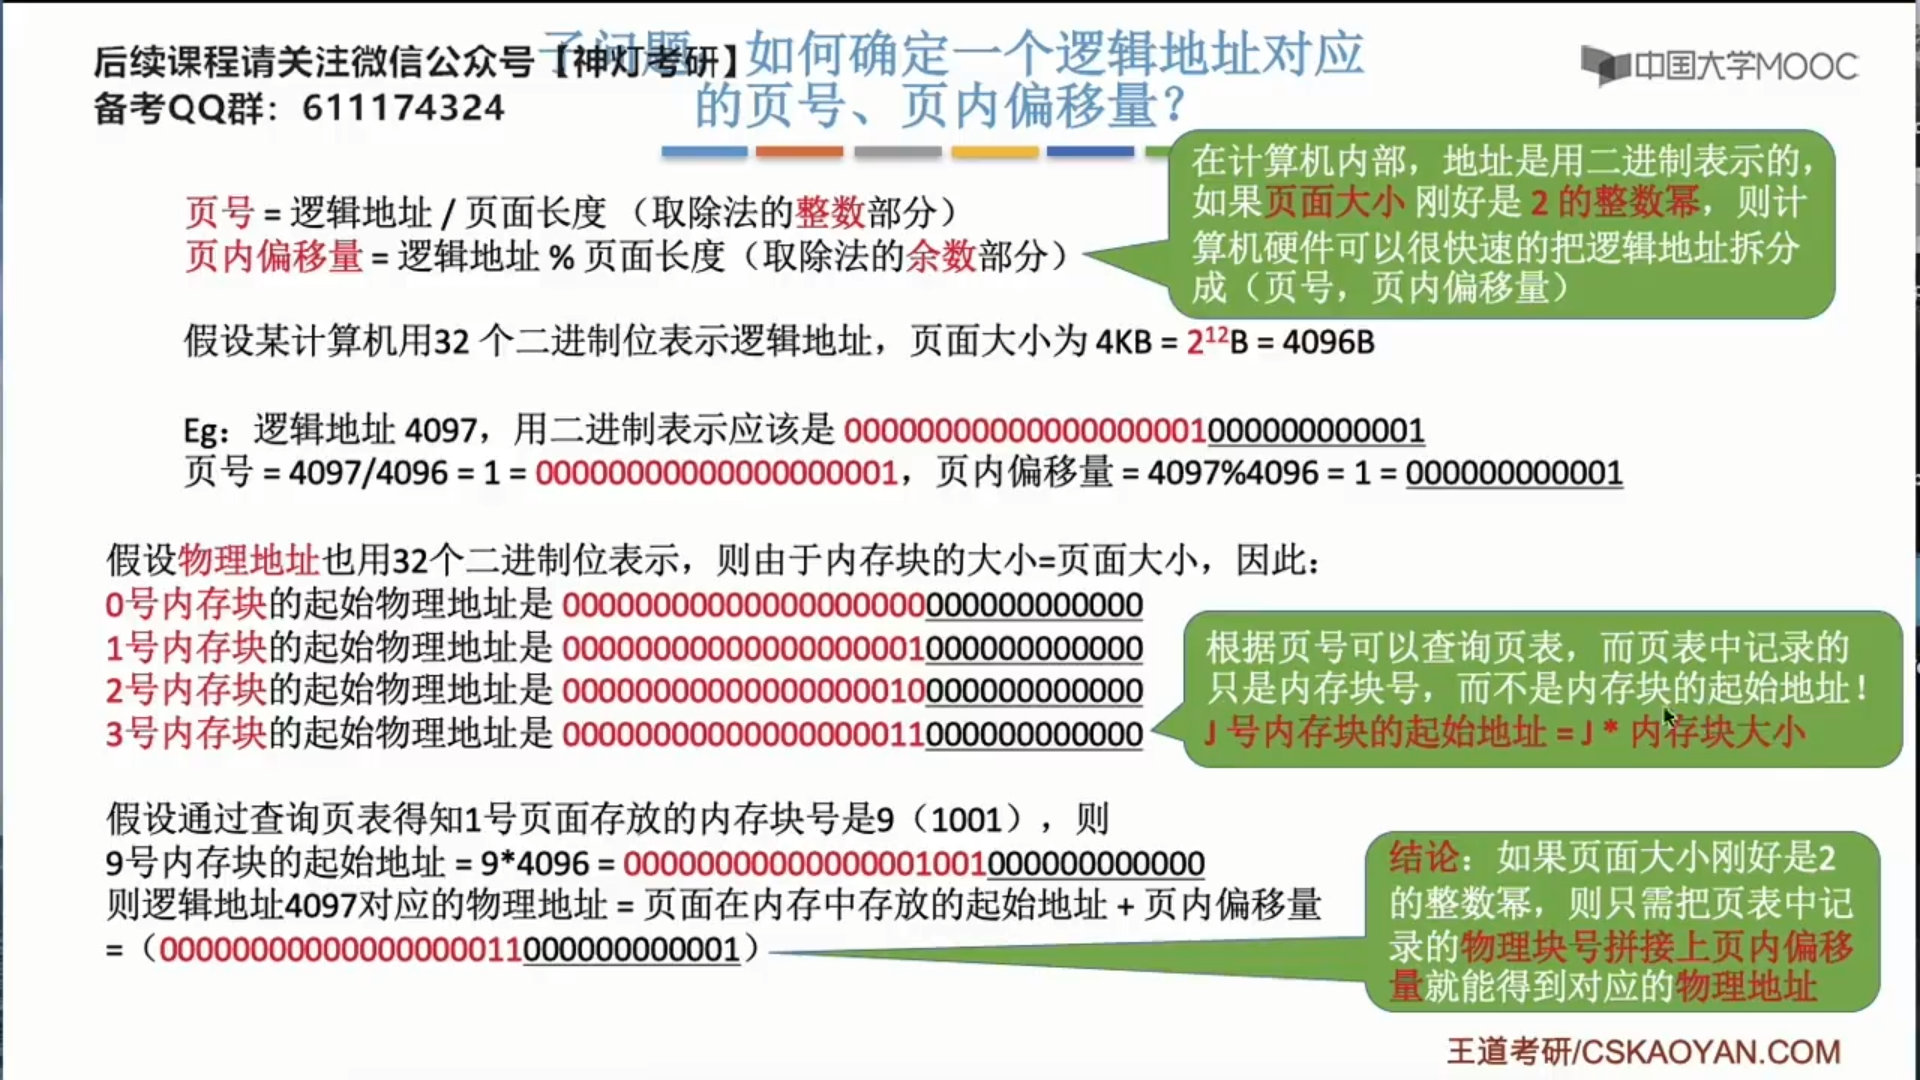 后续课程请关注微信公众号【神灯考研】
备考QQ群：611174324
子问题：如何确定一个逻辑地址对应
的页号、页内偏移量？
中国大学MOOC
在计算机内部，地址是用二进制表示的，
如果页面大小 刚好是 2 的整数幂，则计
算机硬件可以很快速的把逻辑地址拆分
成（页号，页内偏移量）
页号 = 逻辑地址 / 页面长度 （取除法的整数部分）
页内偏移量 = 逻辑地址 % 页面长度（取除法的余数部分）
假设某计算机用32 个二进制位表示逻辑地址，页面大小为 4KB = 2¹²B = 4096B
Eg：逻辑地址 4097，用二进制表示应该是 00000000000000000001000000000001
页号 = 4097/4096 = 1 = 00000000000000000001，页内偏移量 = 4097%4096 = 1 = 000000000001
假设物理地址也用32个二进制位表示，则由于内存块的大小=页面大小，因此：
0号内存块的起始物理地址是 00000000000000000000000000000000
1号内存块的起始物理地址是 00000000000000000001000000000000
2号内存块的起始物理地址是 00000000000000000010000000000000
3号内存块的起始物理地址是 00000000000000000011000000000000
根据页号可以查询页表，而页表中记录的
只是内存块号，而不是内存块的起始地址！
J 号内存块的起始地址 = J * 内存块大小
假设通过查询页表得知1号页面存放的内存块号是9（1001），则
9号内存块的起始地址 = 9*4096 = 00000000000000001001000000000000
则逻辑地址4097对应的物理地址 = 页面在内存中存放的起始地址 + 页内偏移量
=（00000000000000000011000000000001）
结论：如果页面大小刚好是2
的整数幂，则只需把页表中记
录的物理块号拼接上页内偏移
量就能得到对应的物理地址
王道考研/CSKAOYAN.COM